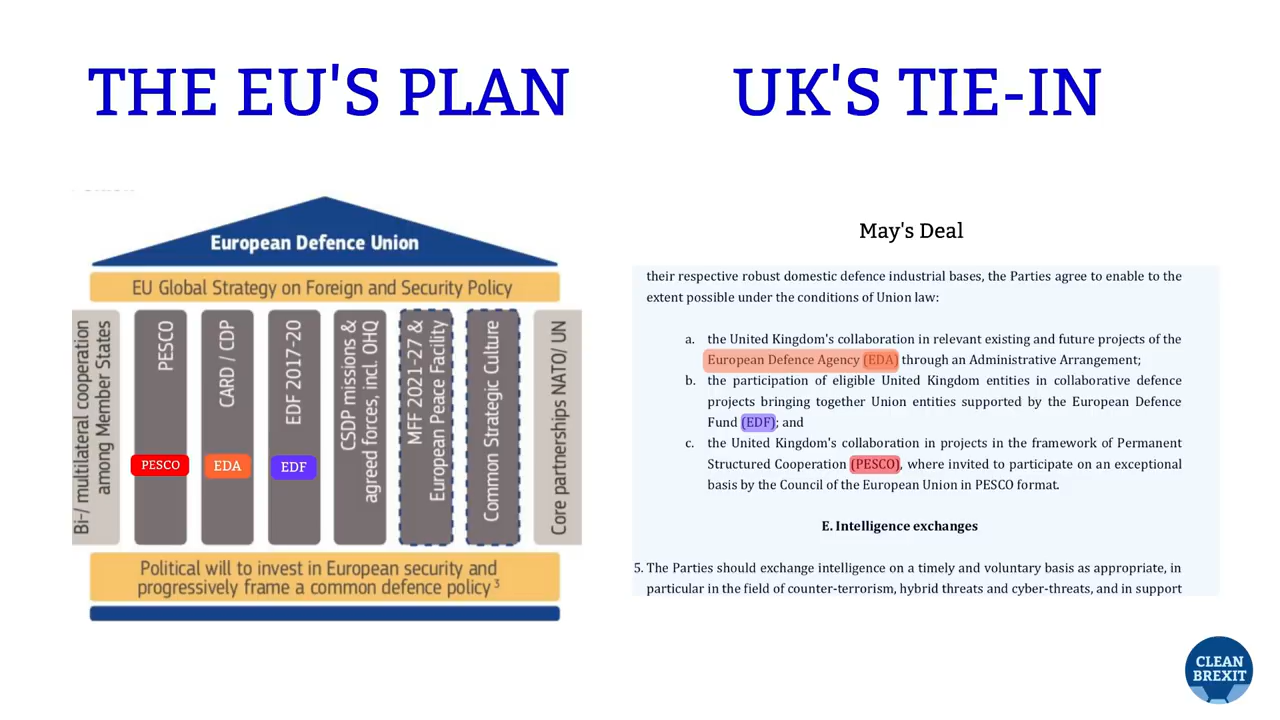 THE EU'S PLAN
UK'S TIE-IN
European Defence Union
EU Global Strategy on Foreign and Security Policy
Bi-/ multilateral cooperation
among Member States
PESCO
PESCO
CARD / CDP
EDA
EDF 2017-20
EDF
CSDP missions &
agreed forces, incl. OHQ
MFF 2021-27 &
European Peace Facility
Common Strategic Culture
Core partnerships NATO/ UN
Political will to invest in European security and
progressively frame a common defence policy 3
May's Deal
their respective robust domestic defence industrial bases, the Parties agree to enable to the
extent possible under the conditions of Union law:
a. the United Kingdom's collaboration in relevant existing and future projects of the
European Defence Agency (EDA) through an Administrative Arrangement;
b. the participation of eligible United Kingdom entities in collaborative defence
projects bringing together Union entities supported by the European Defence
Fund (EDF); and
c. the United Kingdom's collaboration in projects in the framework of Permanent
Structured Cooperation (PESCO), where invited to participate on an exceptional
basis by the Council of the European Union in PESCO format.
E. Intelligence exchanges
5. The Parties should exchange intelligence on a timely and voluntary basis as appropriate, in
particular in the field of counter-terrorism, hybrid threats and cyber-threats, and in support
CLEAN
BREXIT